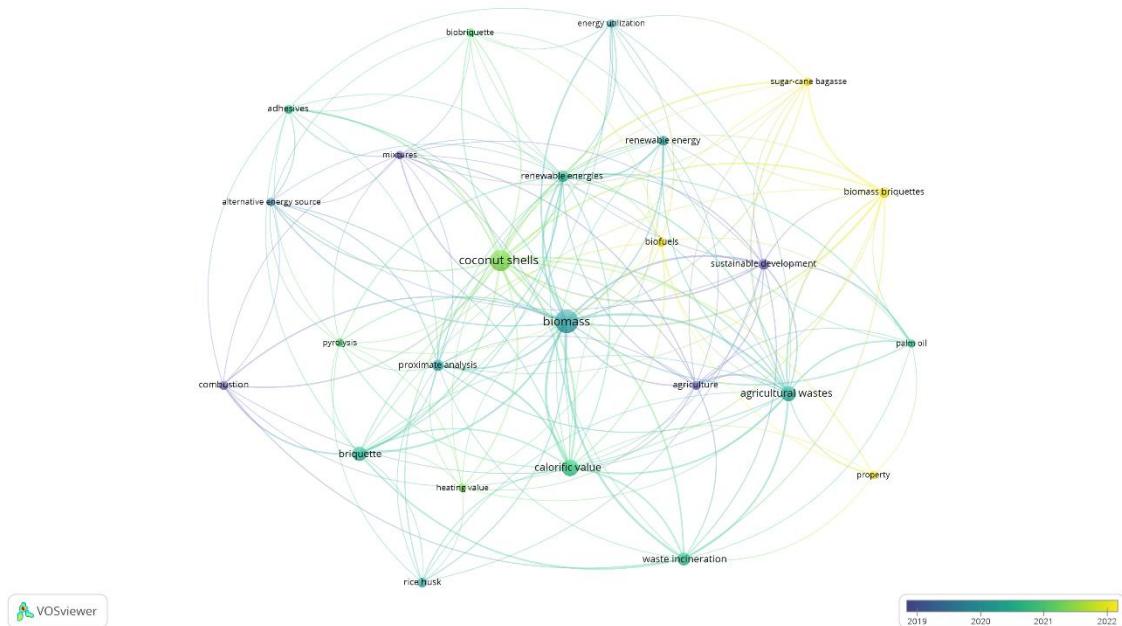 energy utilization
biobriquette
sugar-cane bagasse
adhesives
renewable energy
mixtures
renewable energies
biomass briquettes
alternative energy source
biofuels
coconut shells
sustainable development
biomass
pyrolysis
palm oil
proximate analysis
combustion
agriculture
agricultural wastes
briquette
calorific value
property
heating value
waste incineration
rice husk
VOSviewer
2019 2020 2021 2022